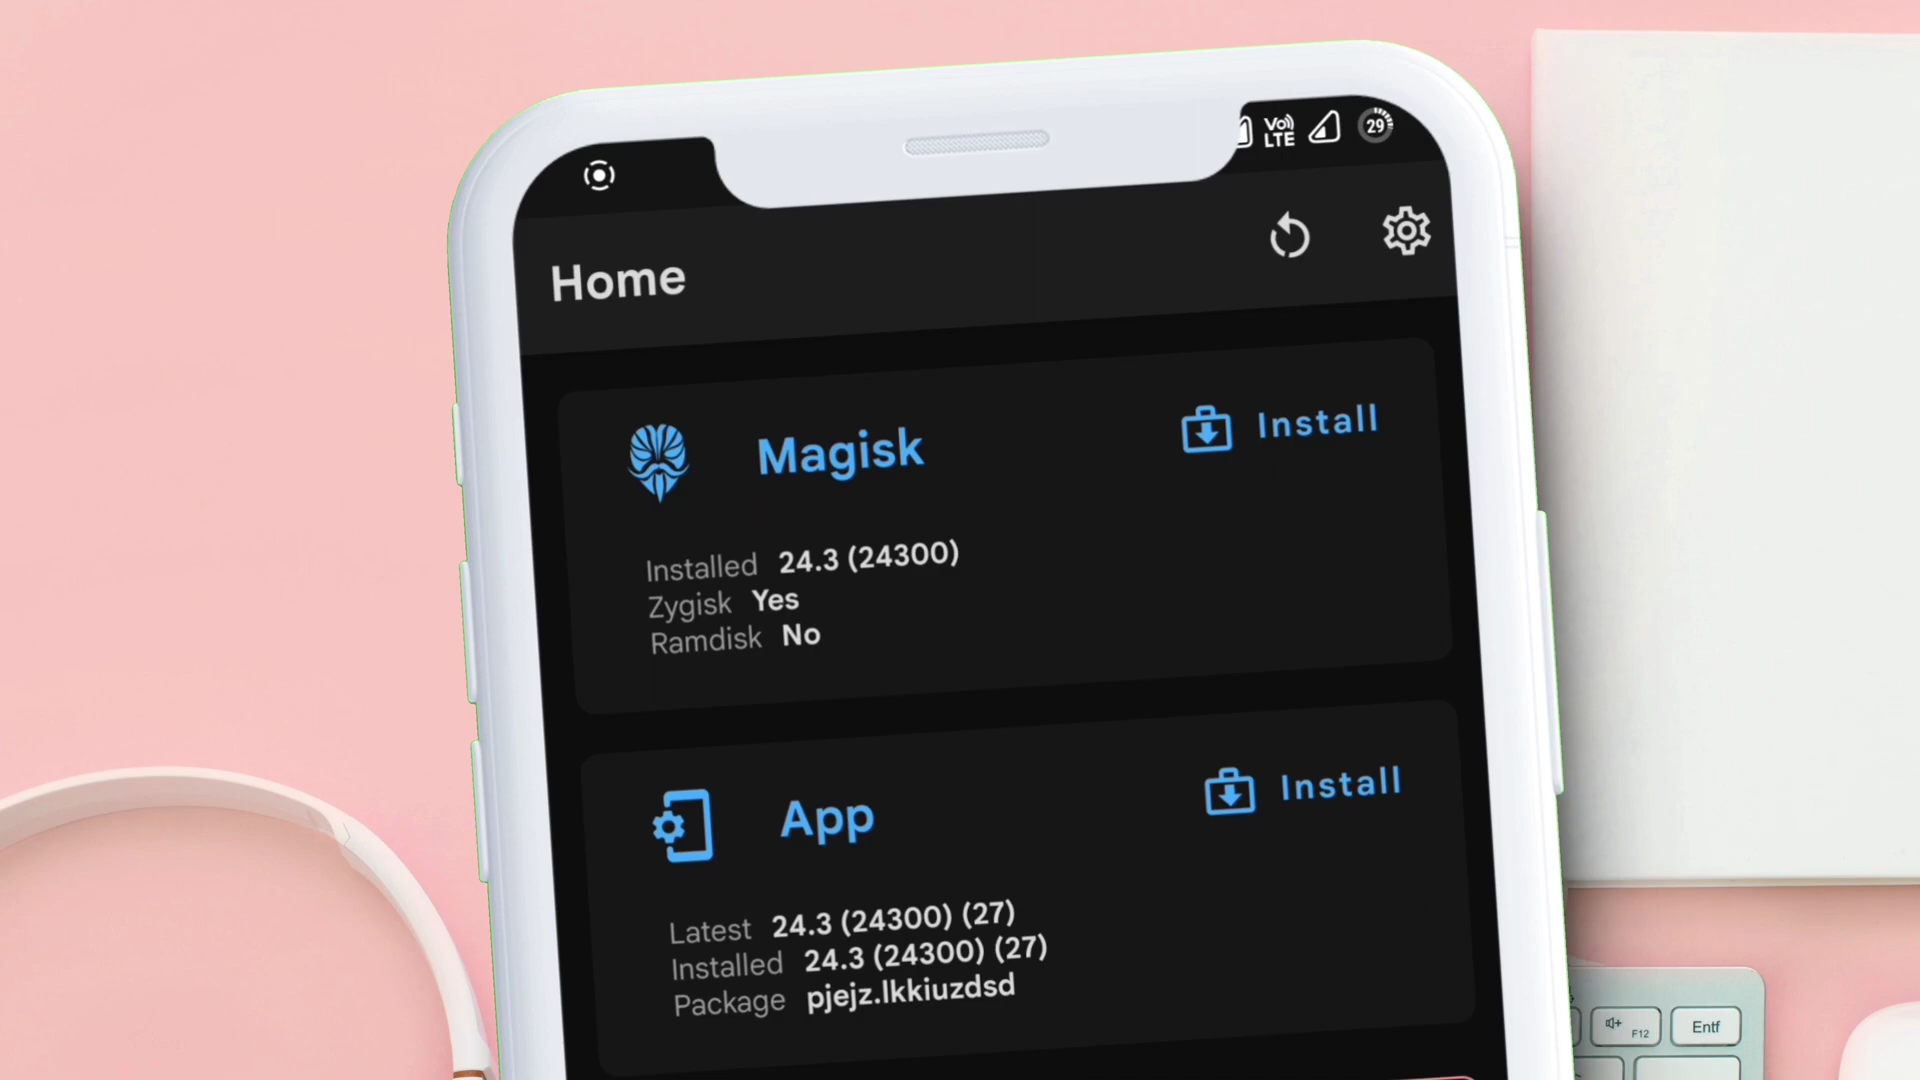 Vo)) LTE 29
Home
Magisk Install
Installed 24.3 (24300)
Zygisk Yes
Ramdisk No
App Install
Latest 24.3 (24300) (27)
Installed 24.3 (24300) (27)
Package pjejz.lkkiuzdsd
F12 Entf